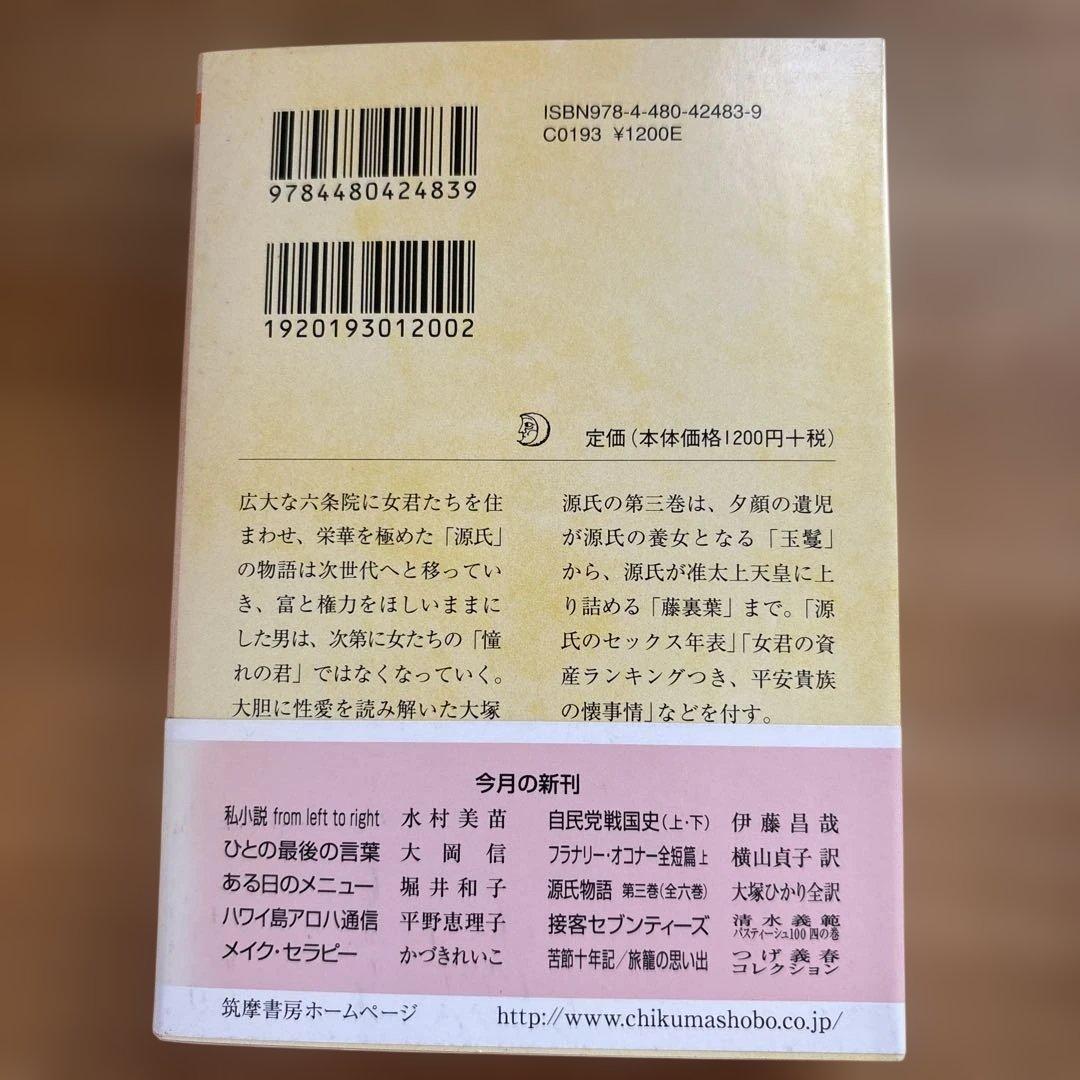 ISBN978-4-480-42483-9
C0193 ¥1200E
9784480424839
1920193012002
定価(本体価格1200円+税)
広大な六条院に女君たちを住
まわせ、栄華を極めた「源氏」
の物語は次世代へと移ってい
き、富と権力をほしいままに
した男は、次第に女たちの「憧
れの君」ではなくなっていく。
大胆に性愛を読み解いた大塚
源氏の第三巻は、夕顔の遺児
が源氏の養女となる「玉鬘」
から、源氏が准太上天皇に上
り詰める「藤裏葉」まで。「源
氏のセックス年表」「女君の資
産ランキングつき、平安貴族
の懐事情」などを付す。
今月の新刊
私小説 from left to right 水村美苗
ひとの最後の言葉 大岡信
ある日のメニュー 堀井和子
ハワイ島アロハ通信 平野恵理子
メイク・セラピー かづきれいこ
自民党戦国史(上・下) 伊藤昌哉
フラナリー・オコナー全短篇 上 横山貞子 訳
源氏物語 第三巻(全六巻) 大塚ひかり全訳
接客セブンティーズ 清水義範 パスティーシュ100 四の巻
苦節十年記/旅籠の思い出 つげ義春コレクション
筑摩書房ホームページ http://www.chikumashobo.co.jp/